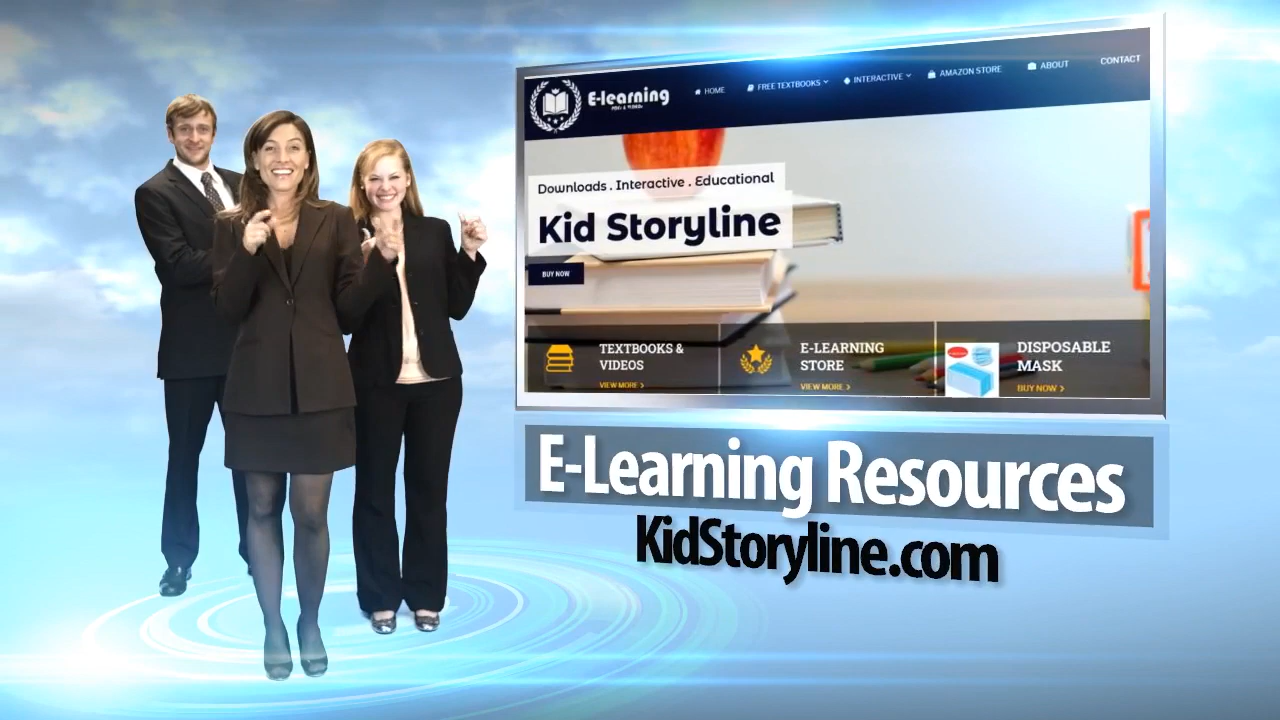 E-learning
HOME
FREE TEXTBOOKS
INTERACTIVE
AMAZON STORE
ABOUT
CONTACT
Downloads . Interactive . Educational
Kid Storyline
BUY NOW
TEXTBOOKS &
VIDEOS
VIEW MORE >
E-LEARNING
STORE
VIEW MORE >
DISPOSABLE
MASK
BUY NOW >
E-Learning Resources
KidStoryline.com